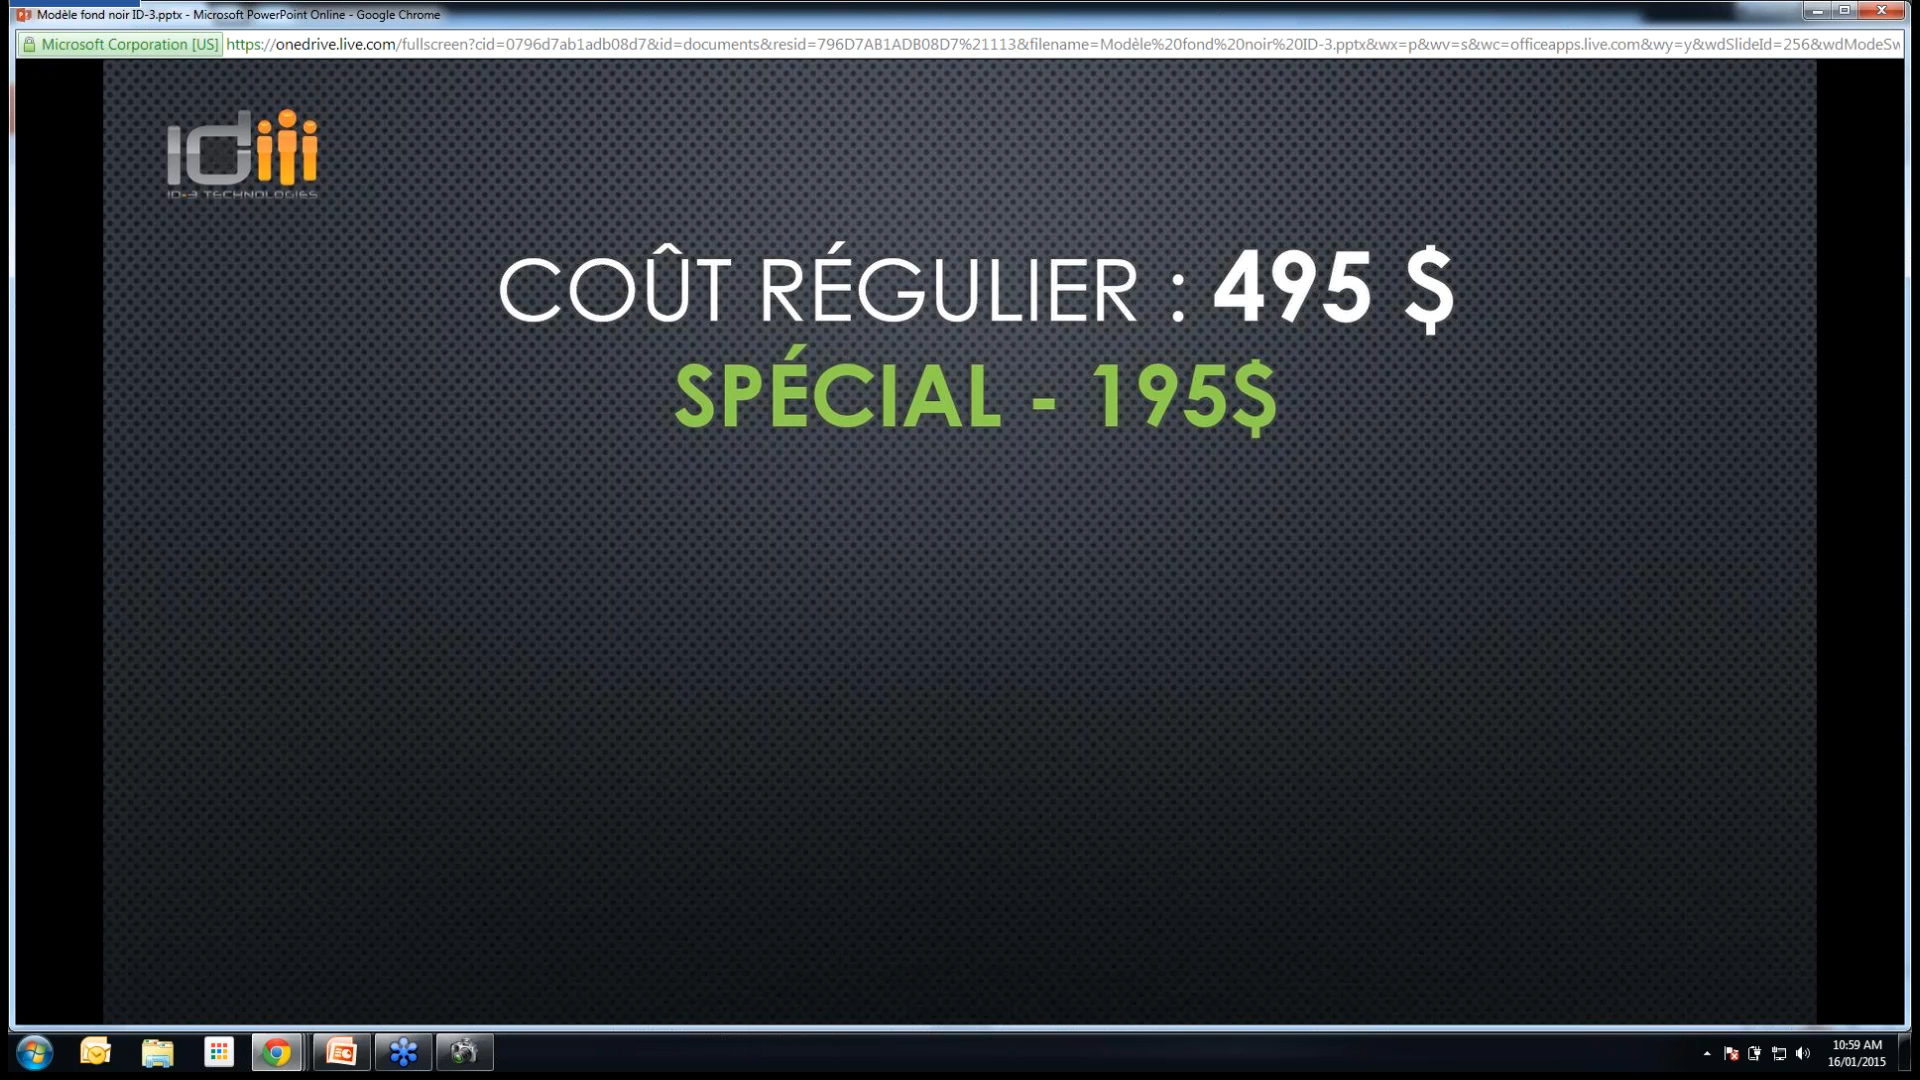 Modèle fond noir ID-3.pptx - Microsoft PowerPoint Online - Google Chrome
Microsoft Corporation [US] https://onedrive.live.com/fullscreen?cid=0796d7ab1adb08d7&id=documents&resid=796D7AB1ADB08D7%21113&filename=Modèle%20fond%20noir%20ID-3.pptx&wx=p&wv=s&wc=officeapps.live.com&wy=y&wdSlideId=256&wdModeSw
ID-3 TECHNOLOGIES
COÛT RÉGULIER : 495 $
SPÉCIAL - 195$
10:59 AM
16/01/2015